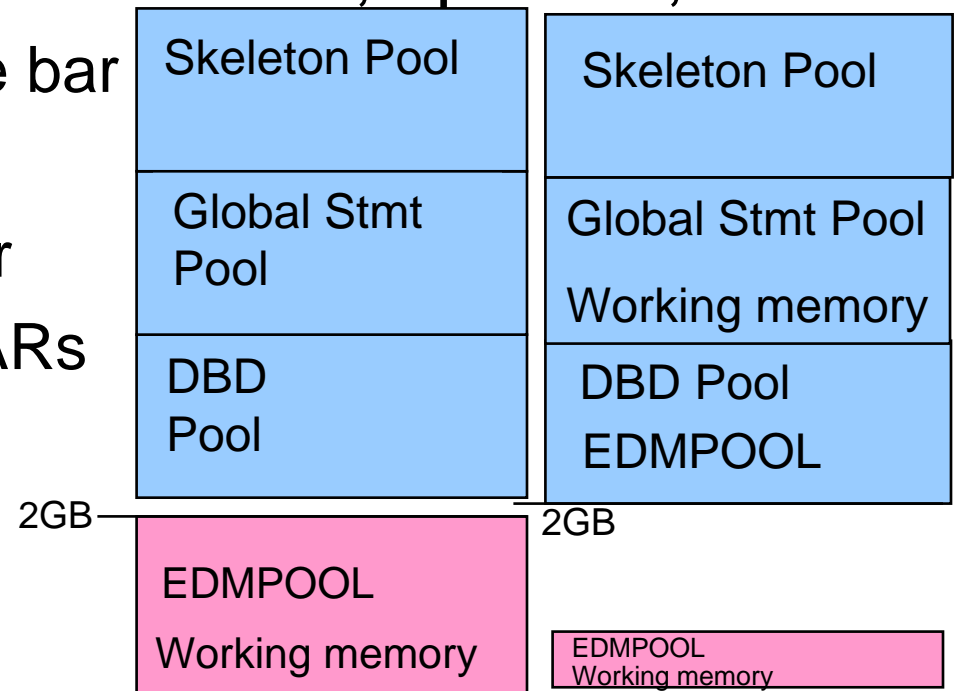 e bar
r
ARs
Skeleton Pool
Global Stmt
Pool
DBD
Pool
2GB
EDMPOOL
Working memory
Skeleton Pool
Global Stmt Pool
Working memory
DBD Pool
EDMPOOL
2GB
EDMPOOL
Working memory